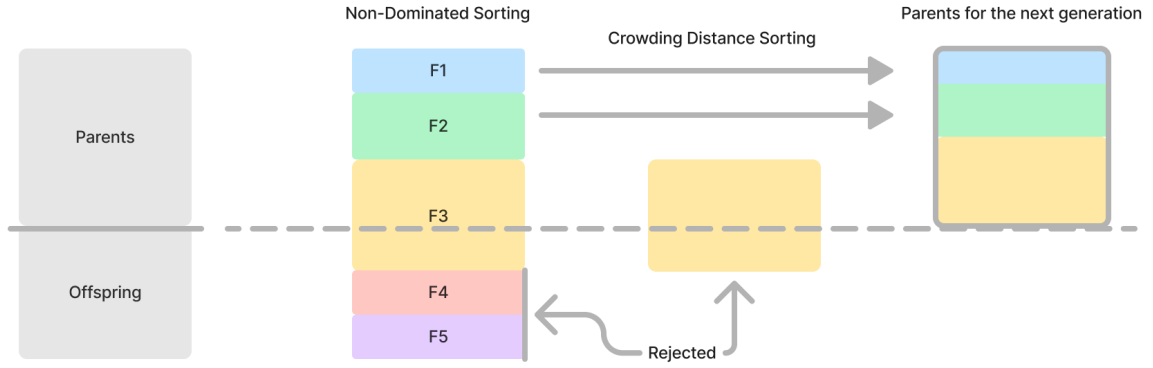 Non-Dominated Sorting
Parents for the next generation
Crowding Distance Sorting
F1
F2
Parents
F3
Offspring
F4
F5
Rejected